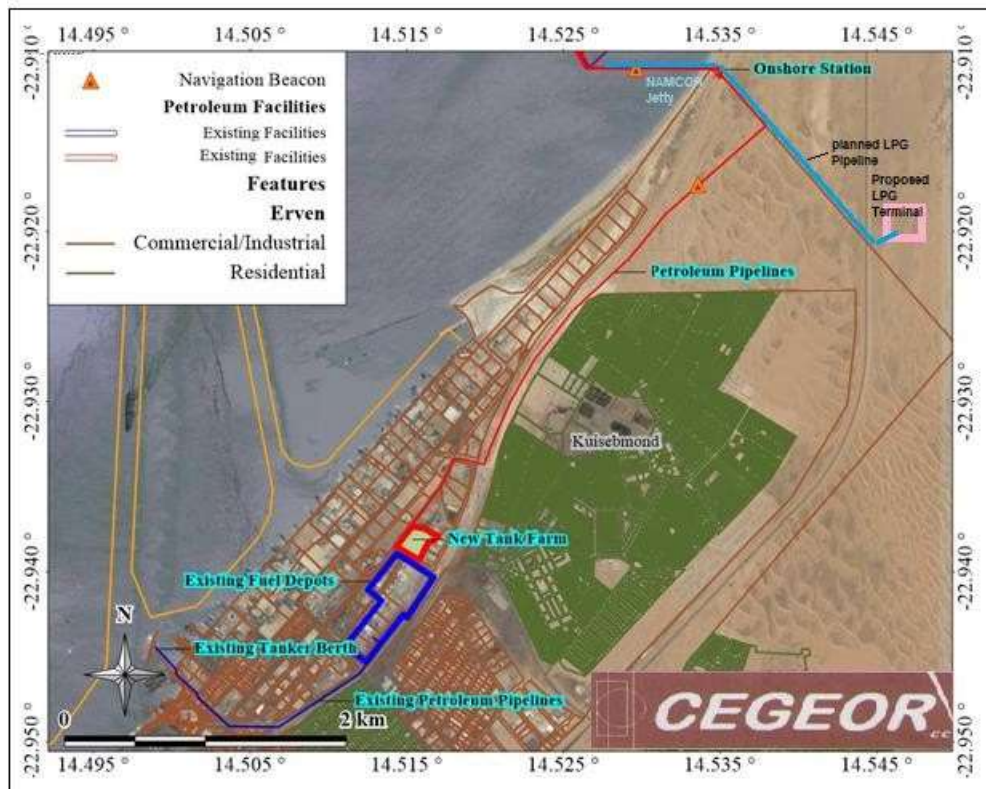 14.495 ° 14.505 ° 14.515 ° 14.525 ° 14.535 ° 14.545 °
-22.910 °
-22.910 °
Navigation Beacon
Petroleum Facilities
Existing Facilities
Existing Facilities
Features
Erven
Commercial/Industrial
Residential
NAMCOR
Jetty
Onshore Station
planned LPG
Pipeline
Proposed
LPG
Terminal
-22.920 °
-22.920 °
Petroleum Pipelines
-22.930 °
-22.930 °
Kuisebmond
New Tank Farm
Existing Fuel Depots
-22.940 °
-22.940 °
N
Existing Tanker Berth
Existing Petroleum Pipelines
0 2 km
CEGEOR cc
-22.950 °
-22.950 °
14.495 ° 14.505 ° 14.515 ° 14.525 ° 14.535 ° 14.545 °